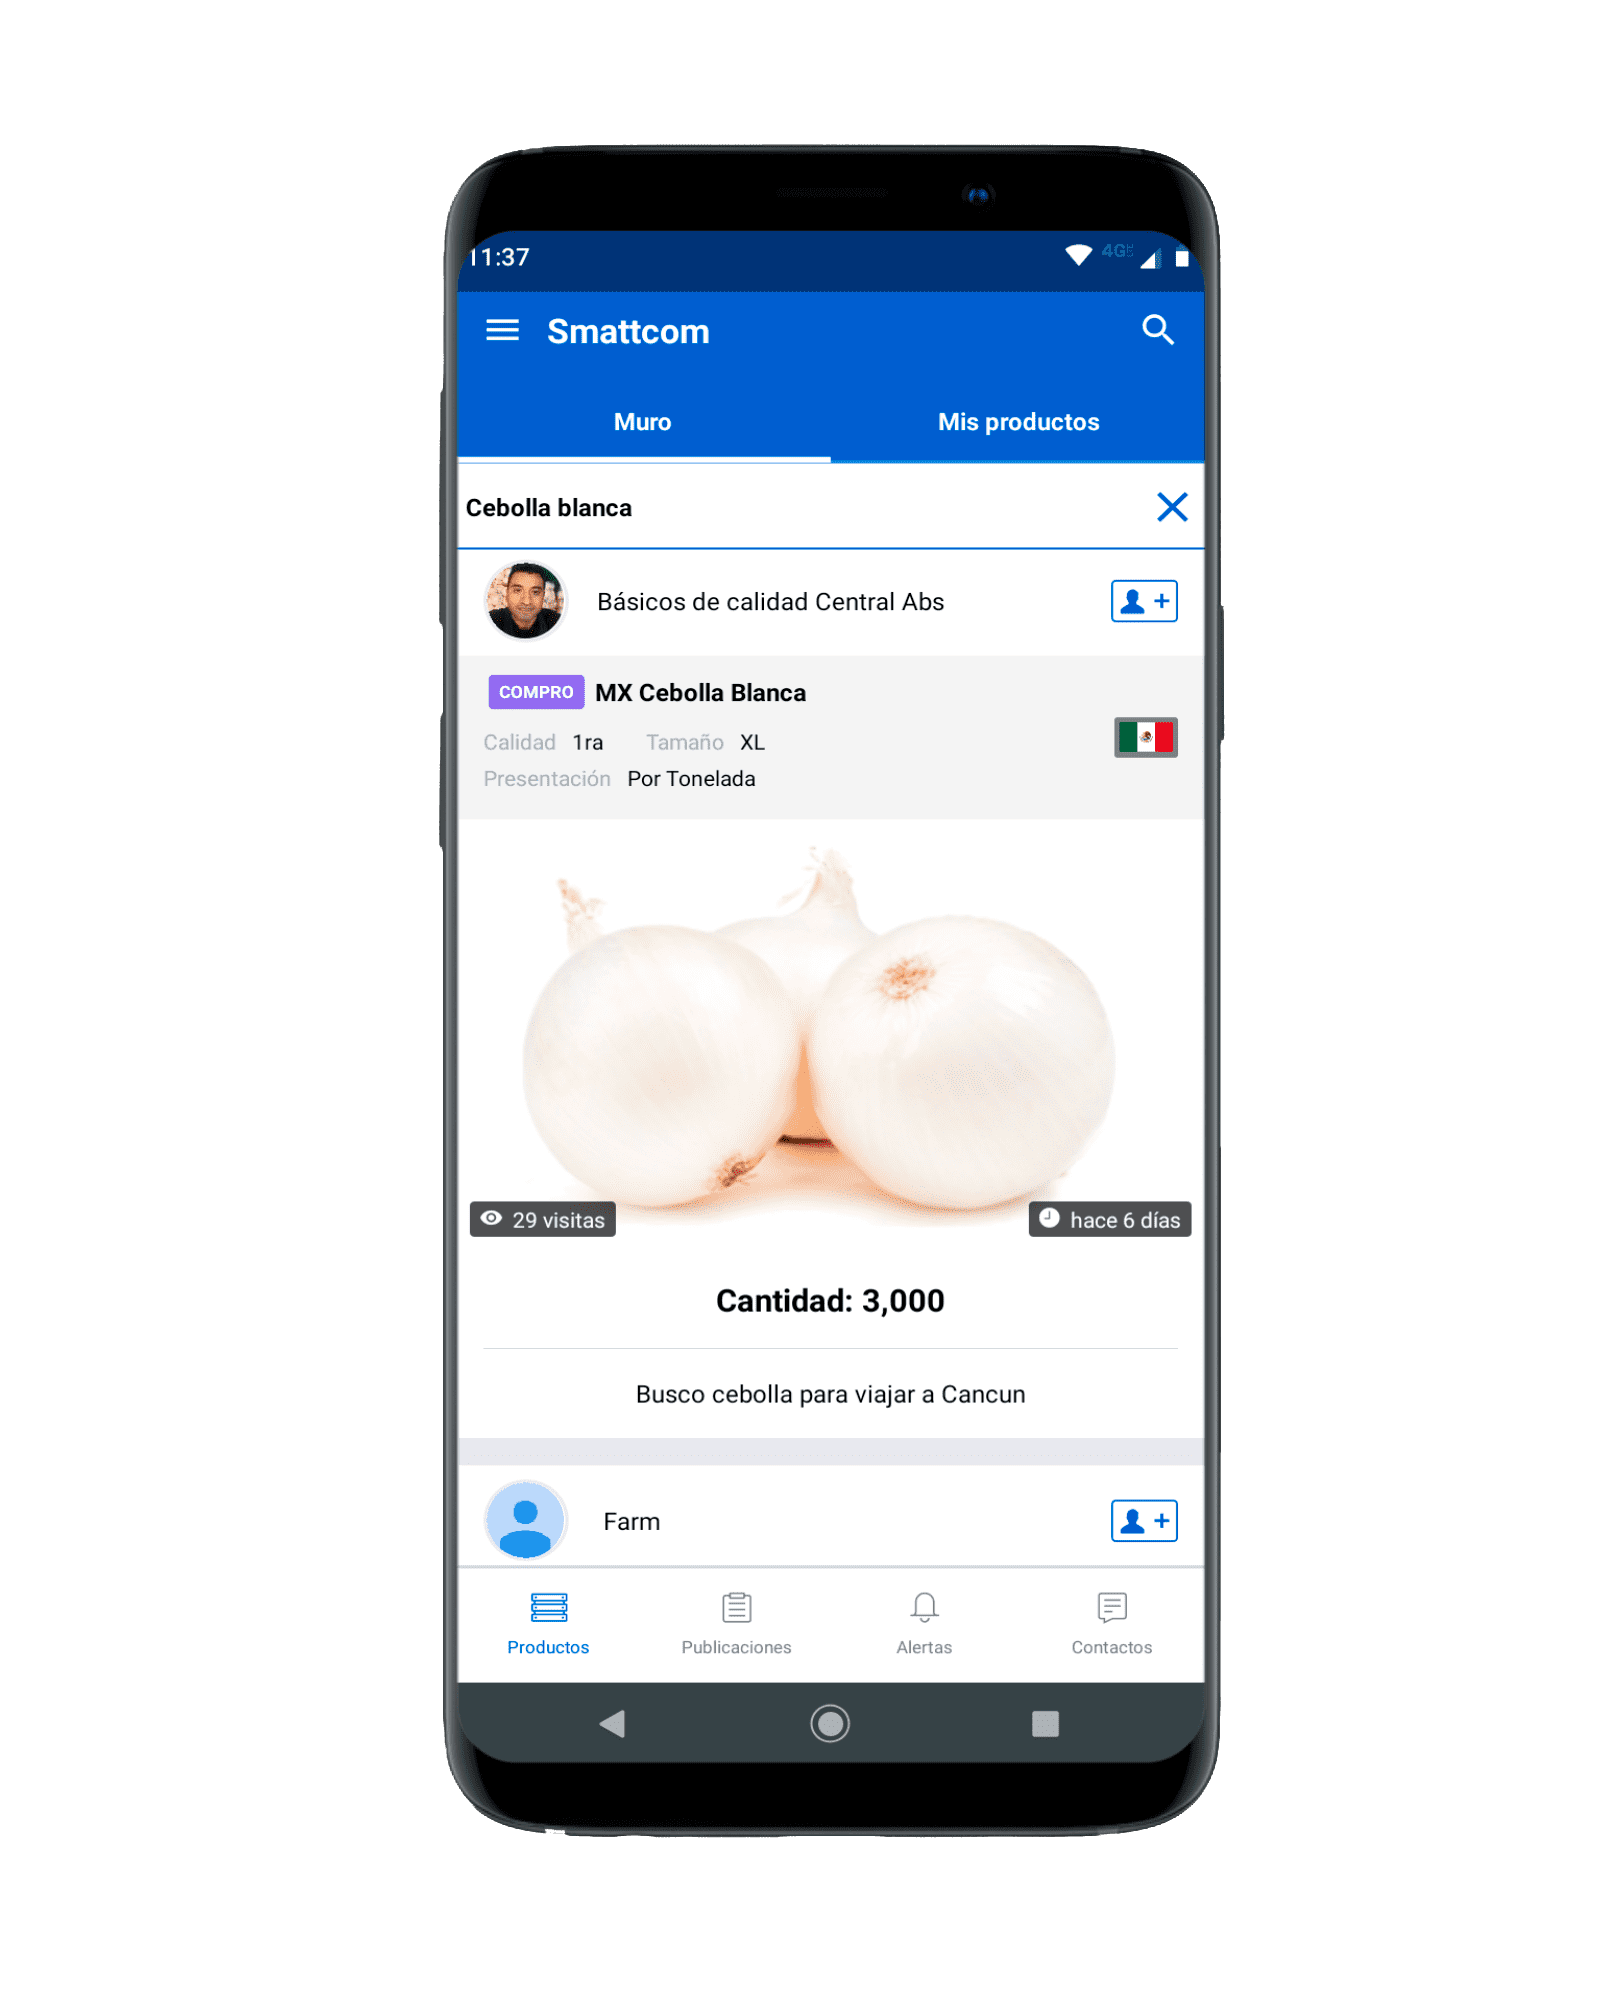 11:37
4G
Smattcom
Muro
Mis productos
Cebolla blanca
Básicos de calidad Central Abs
COMPRO MX Cebolla Blanca
Calidad 1ra Tamaño XL
Presentación Por Tonelada
29 visitas
hace 6 días
Cantidad: 3,000
Busco cebolla para viajar a Cancun
Farm
Productos
Publicaciones
Alertas
Contactos